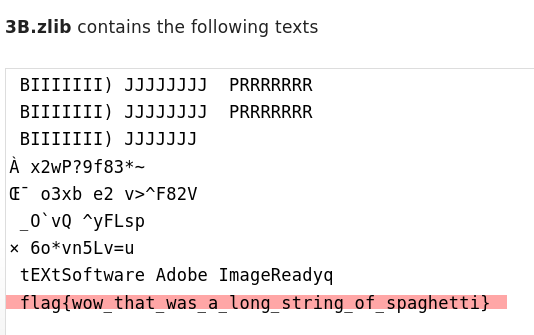 3B.zlib contains the following texts
BIIIIIII) JJJJJJJJ  PRRRRRRR
BIIIIIII) JJJJJJJJ  PRRRRRRR
BIIIIIII) JJJJJJJ
À x2wP?9f83*~
Œ¯ o3xb e2 v>^F82V
_O`vQ ^yFLsp
× 6o*vn5Lv=u
tEXtSoftware Adobe ImageReadyq
flag{wow_that_was_a_long_string_of_spaghetti}